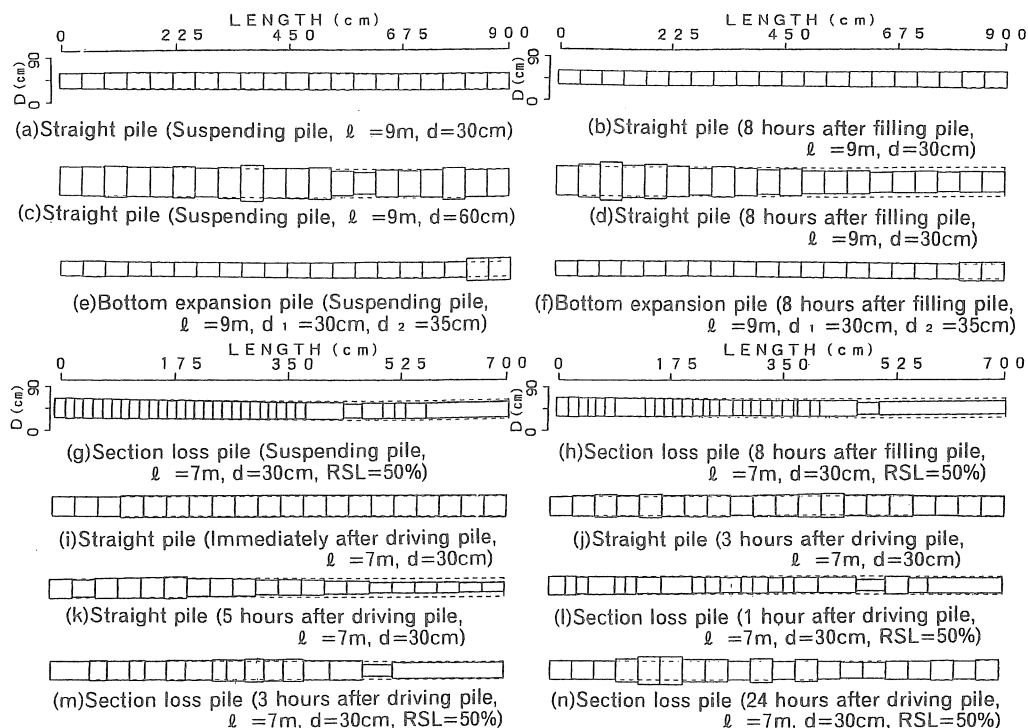 LENGTH (cm)
0 225 450 675 900
D (cm)
0 90
(a)Straight pile (Suspending pile, ℓ =9m, d=30cm)
LENGTH (cm)
0 225 450 675 900
D (cm)
0 90
(b)Straight pile (8 hours after filling pile,
ℓ =9m, d=30cm)
(c)Straight pile (Suspending pile, ℓ =9m, d=60cm)
(d)Straight pile (8 hours after filling pile,
ℓ =9m, d=30cm)
(e)Bottom expansion pile (Suspending pile,
ℓ =9m, d₁=30cm, d₂=35cm)
(f)Bottom expansion pile (8 hours after filling pile,
ℓ =9m, d₁=30cm, d₂=35cm)
LENGTH (cm)
0 175 350 525 700
D (cm)
0 90
(g)Section loss pile (Suspending pile,
ℓ =7m, d=30cm, RSL=50%)
LENGTH (cm)
0 175 350 525 700
D (cm)
0 90
(h)Section loss pile (8 hours after filling pile,
ℓ =7m, d=30cm, RSL=50%)
(i)Straight pile (Immediately after driving pile,
ℓ =7m, d=30cm)
(j)Straight pile (3 hours after driving pile,
ℓ =7m, d=30cm)
(k)Straight pile (5 hours after driving pile,
ℓ =7m, d=30cm)
(l)Section loss pile (1 hour after driving pile,
ℓ =7m, d=30cm, RSL=50%)
(m)Section loss pile (3 hours after driving pile,
ℓ =7m, d=30cm, RSL=50%)
(n)Section loss pile (24 hours after driving pile,
ℓ =7m, d=30cm, RSL=50%)